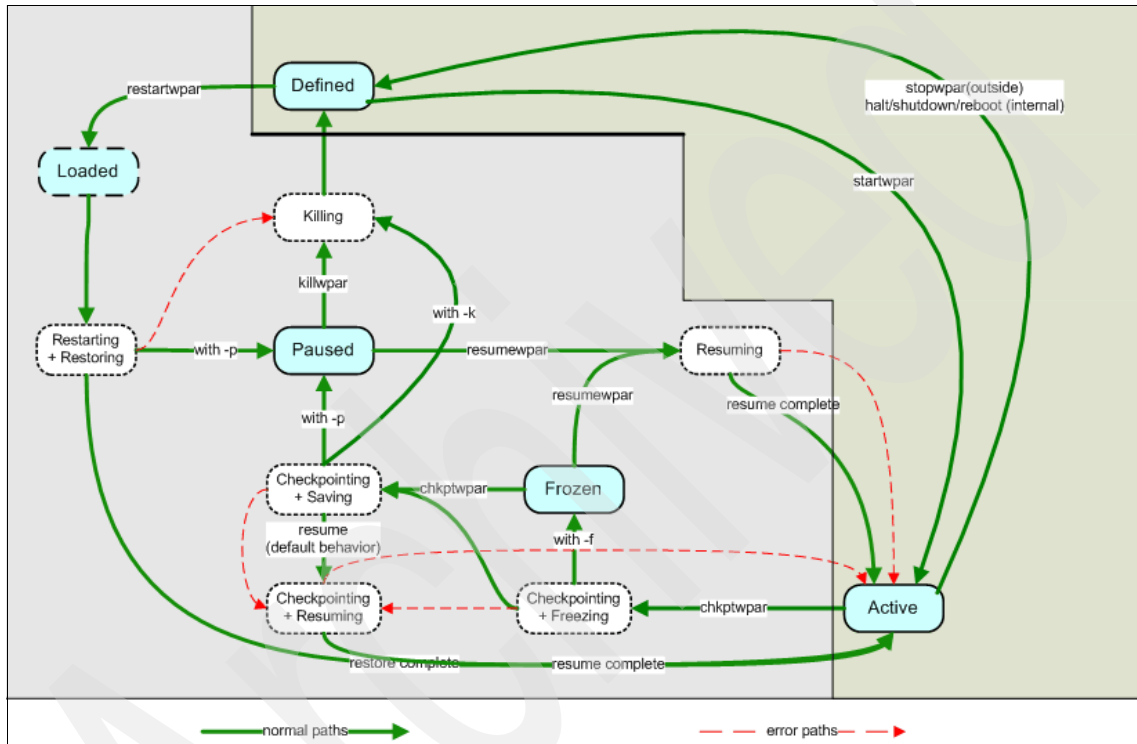 Defined
restartwpar
stopwpar(outside)
halt/shutdown/reboot (internal)
Loaded
startwpar
Killing
killwpar
with -k
Restarting
+ Restoring
with -p
Paused
resumewpar
Resuming
resumewpar
resume complete
with -p
Checkpointing
+ Saving
chkptwpar
Frozen
resume
(default behavior)
with -f
Checkpointing
+ Resuming
Checkpointing
+ Freezing
chkptwpar
Active
restore complete
resume complete
normal paths
error paths
Archived